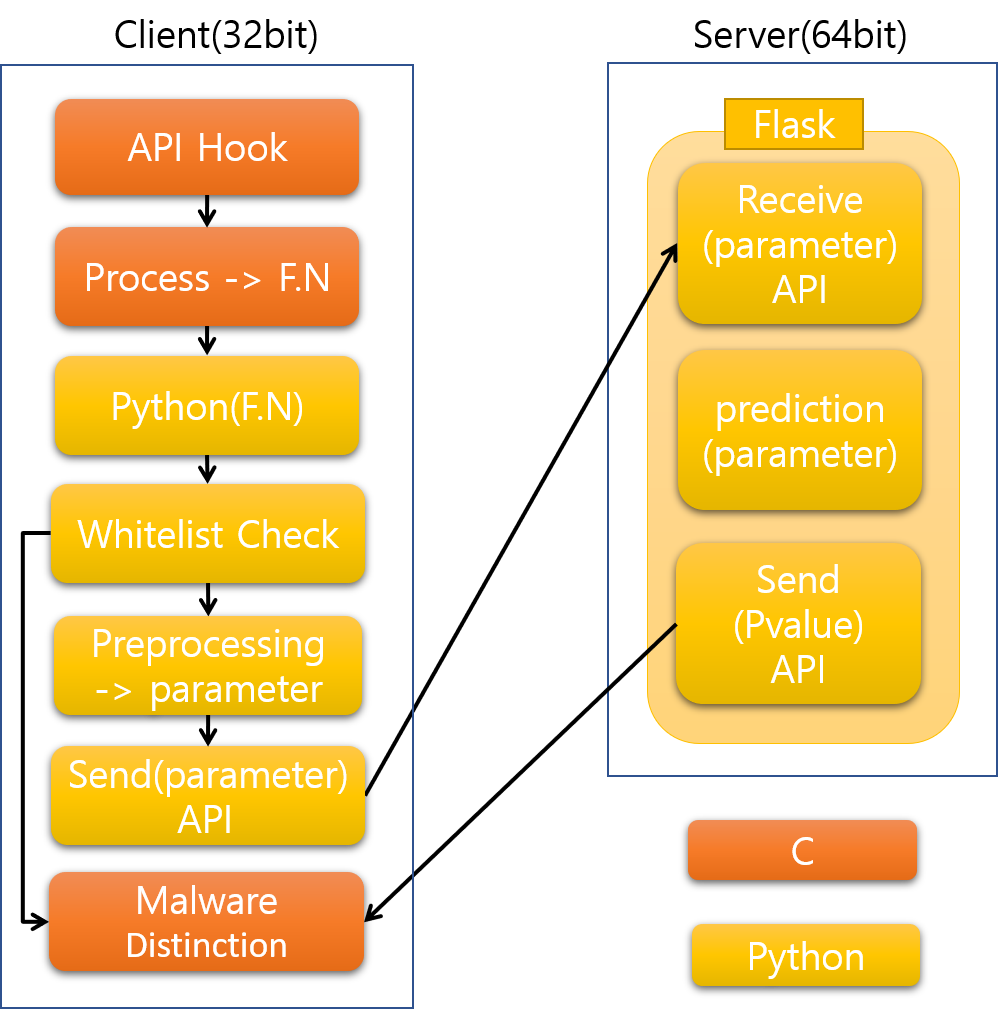 Client(32bit)
API Hook
Process -> F.N
Python(F.N)
Whitelist Check
Preprocessing
-> parameter
Send(parameter)
API
Malware
Distinction
Server(64bit)
Flask
Receive
(parameter)
API
prediction
(parameter)
Send
(Pvalue)
API
C
Python